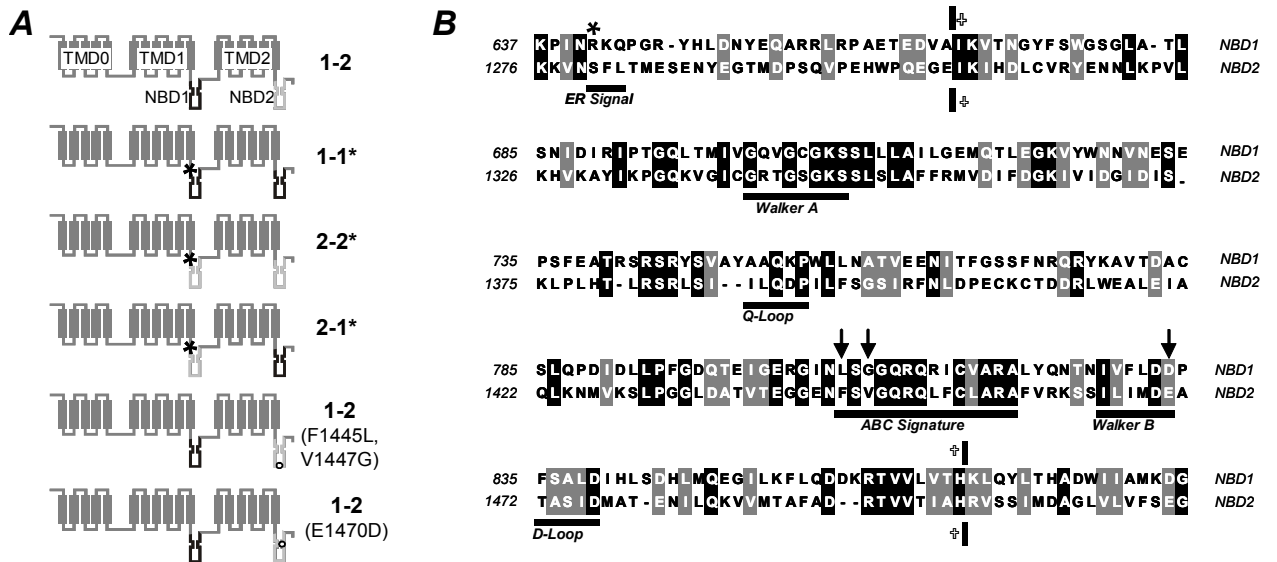 A
TMD0 TMD1 TMD2
NBD1 NBD2
1-2
1-1*
2-2*
2-1*
1-2
(F1445L,
V1447G)
1-2
(E1470D)
B
*
637 KPINRKQPGR-YHLDNYEQARRLRPAETEDVAIKVTNGYFSWGSGLA-TL NBD1
1276 KKVNSFLTMESENYEGTMDPSQVPEHWPQEGEIKIHDLCVRYENNLKPVL NBD2
ER Signal
685 SNIDIRIPTGQLTMIVGQVGCGKSSLLLAILGEMQTLEGKVYWNNVNESE NBD1
1326 KHVKAYIKPGQKVGICGRTGSGKSSLSLAFFRMVDIFDGKIVIDGIDIS- NBD2
Walker A
735 PSFEATRSRSRYSVAYAAQKPWLLNATVEENITFGSSFNRQRYKAVTDAC NBD1
1375 KLPLHT-LRSRLSI--ILQDPILFSGSIRFNLDPECKCTDDRLWEALEIA NBD2
Q-Loop
785 SLQPDIDLLPFGDQTEIGERGINLSGGQRQRICVARALYQNTNIVFLDDP NBD1
1422 QLKNMVKSLPGGLDATVTEGGENFSVGQRQLFCLARAFVRKSSILIMDEA NBD2
ABC Signature Walker B
835 FSALDIHLSDHLMQEGILKFLQDDKRTVVLVTHKLQYLTHADWIIAMKDG NBD1
1472 TASIDMAT-ENILQKVVMTAFAD--RTVVTIAHRVSSIMDAGLVLVFSEG NBD2
D-Loop